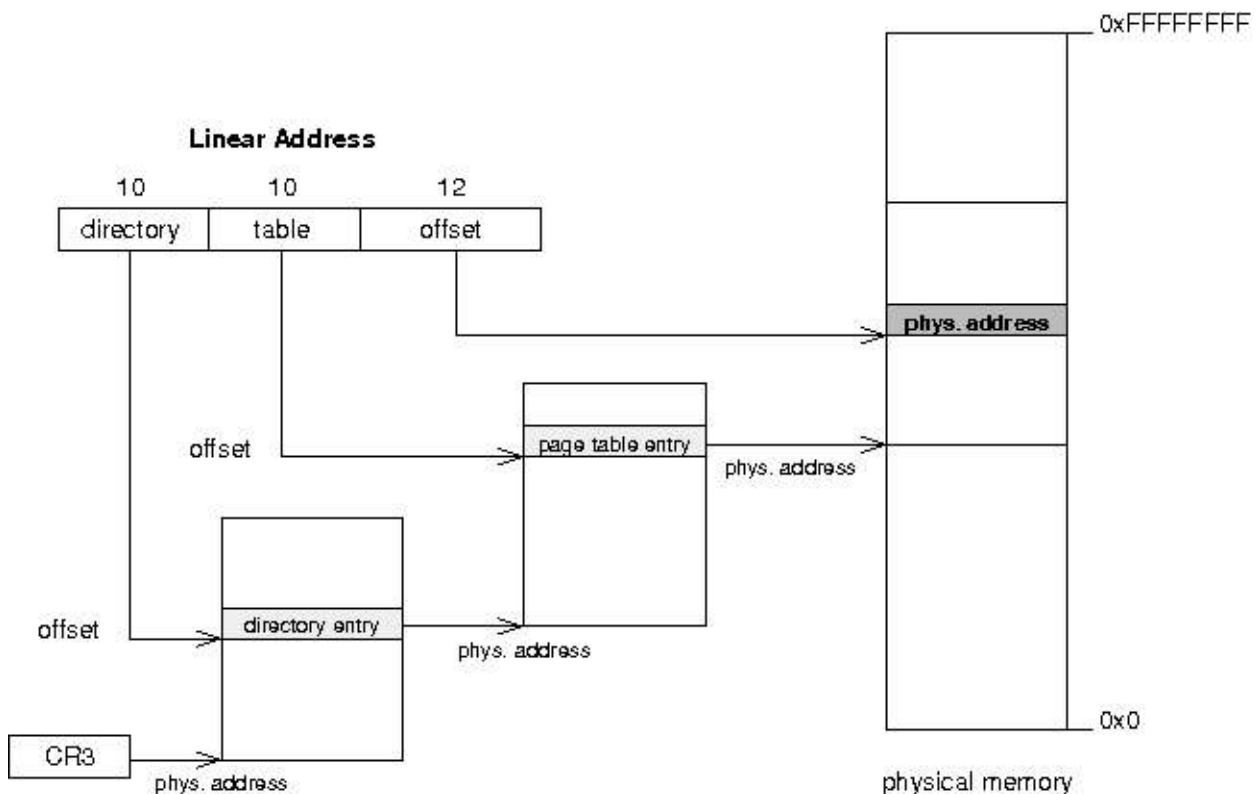 0xFFFFFFFF
Linear Address
10 10 12
directory table offset
phys. address
offset
page table entry
phys. address
offset
directory entry
phys. address
CR3
phys. address
0x0
physical memory